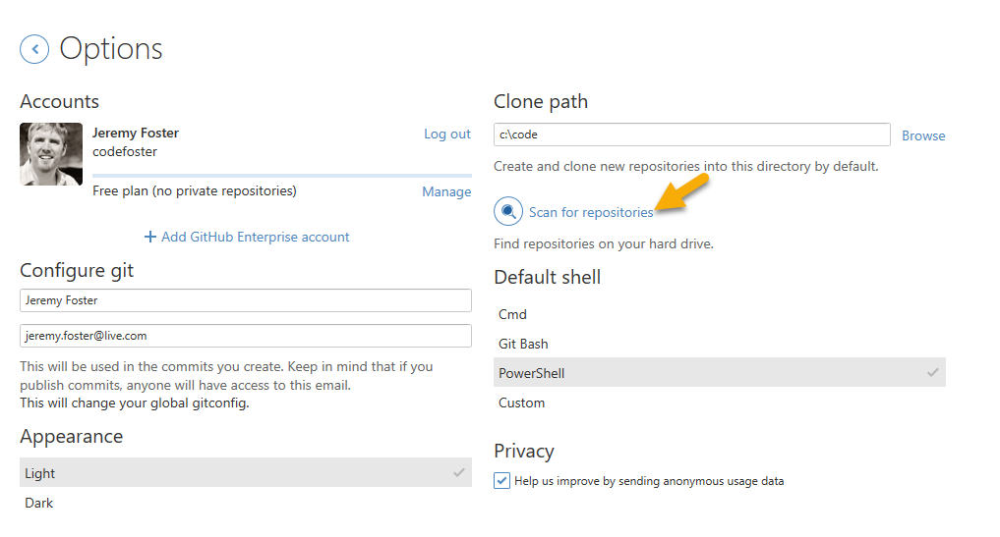 Options
Accounts
Jeremy Foster
Log out
codefoster
Free plan (no private repositories)
Manage
+ Add GitHub Enterprise account
Configure git
Jeremy Foster
jeremy.foster@live.com
This will be used in the commits you create. Keep in mind that if you
publish commits, anyone will have access to this email.
This will change your global gitconfig.
Appearance
Light
Dark
Clone path
c:\code
Browse
Create and clone new repositories into this directory by default.
Scan for repositories
Find repositories on your hard drive.
Default shell
Cmd
Git Bash
PowerShell
Custom
Privacy
Help us improve by sending anonymous usage data